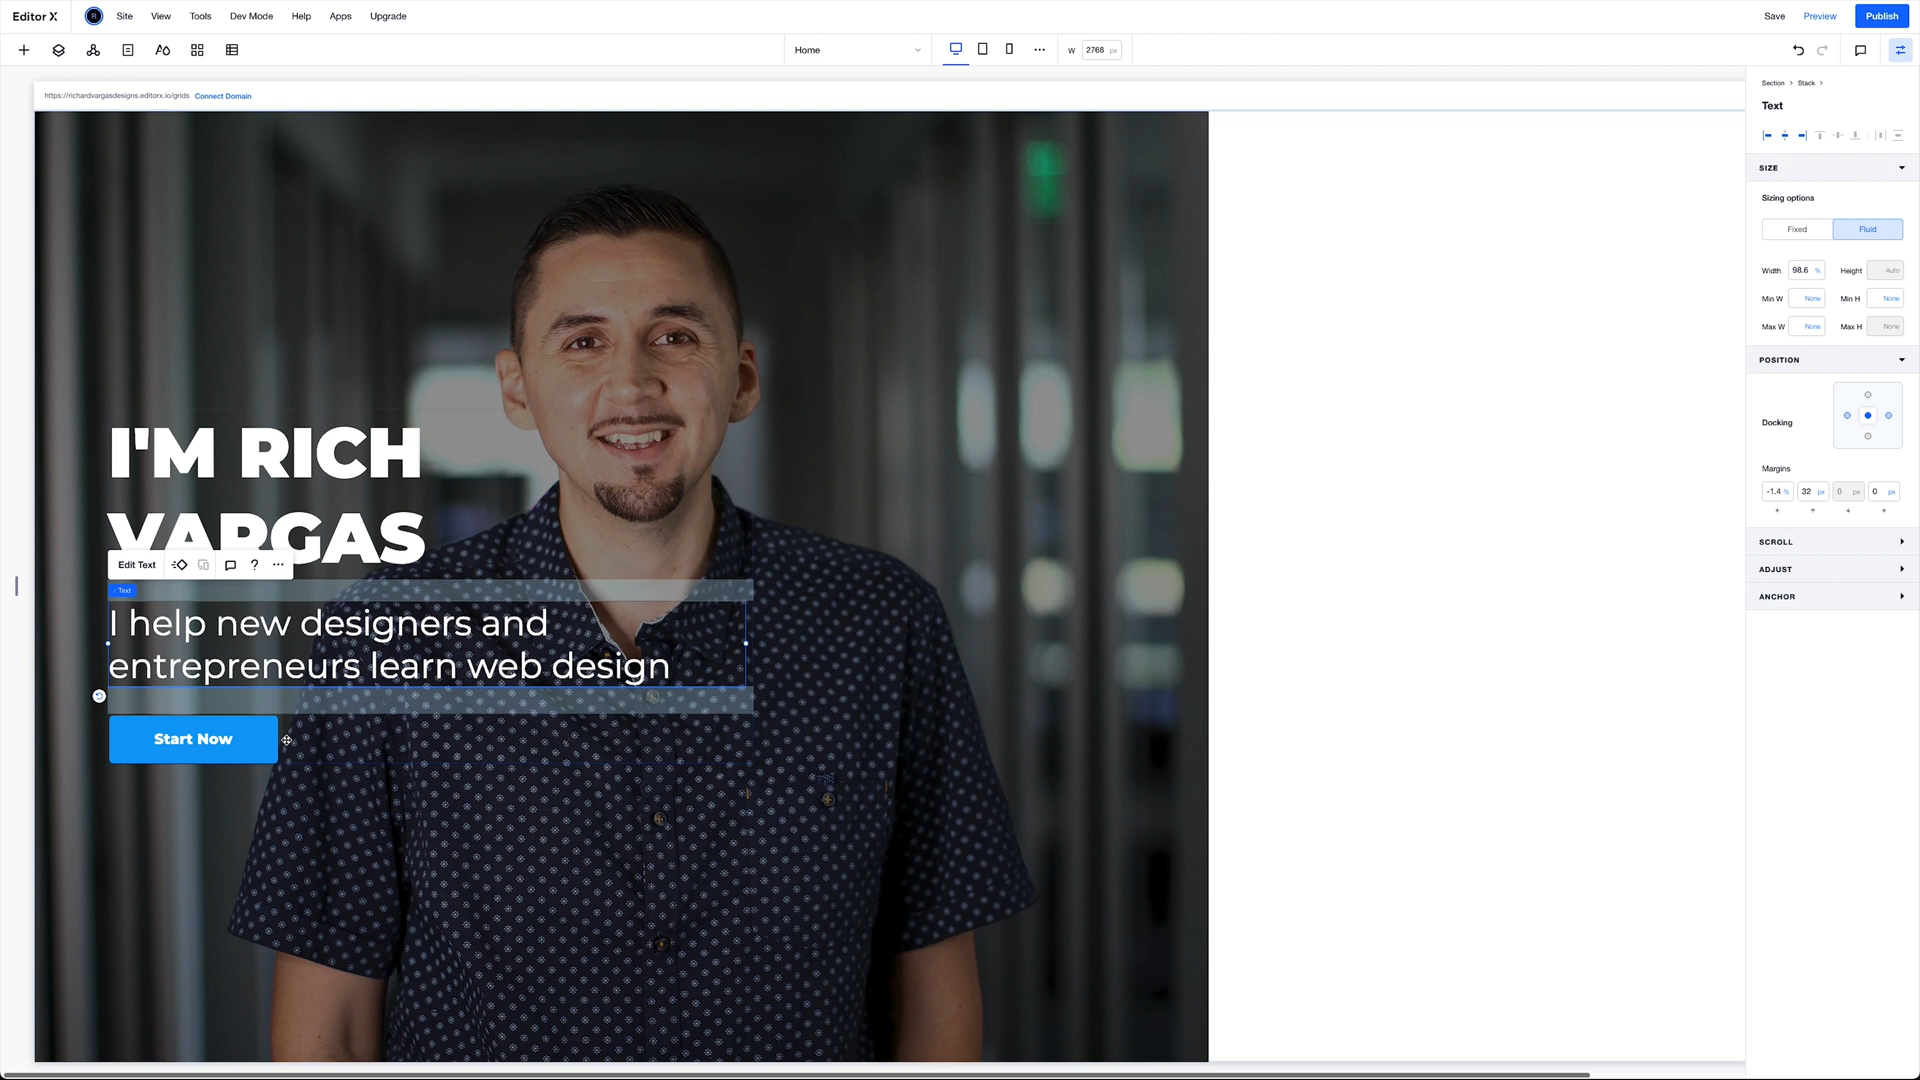 Editor X
R
Site
View
Tools
Dev Mode
Help
Apps
Upgrade
Save
Preview
Publish
Home
W
2768
px
https://richardvargasdesigns.editorx.io/grids
Connect Domain
I'M RICH
VARGAS
Edit Text
?
< Text
I help new designers and
entrepreneurs learn web design
Start Now
Section > Stack >
Text
SIZE
Sizing options
Fixed
Fluid
Width 98.6 % Height Auto
Min W None Min H None
Max W None Max H None
POSITION
Docking
Margins
-1.4 % 32 px 0 px 0 px
SCROLL
ADJUST
ANCHOR